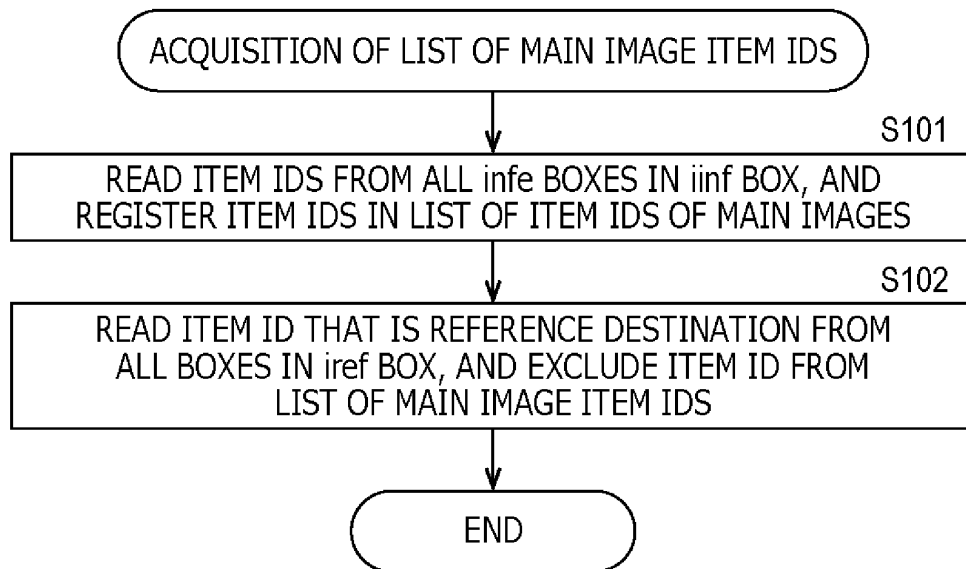 ACQUISITION OF LIST OF MAIN IMAGE ITEM IDS
S101
READ ITEM IDS FROM ALL infe BOXES IN iinf BOX, AND
REGISTER ITEM IDS IN LIST OF ITEM IDS OF MAIN IMAGES
S102
READ ITEM ID THAT IS REFERENCE DESTINATION FROM
ALL BOXES IN iref BOX, AND EXCLUDE ITEM ID FROM
LIST OF MAIN IMAGE ITEM IDS
END